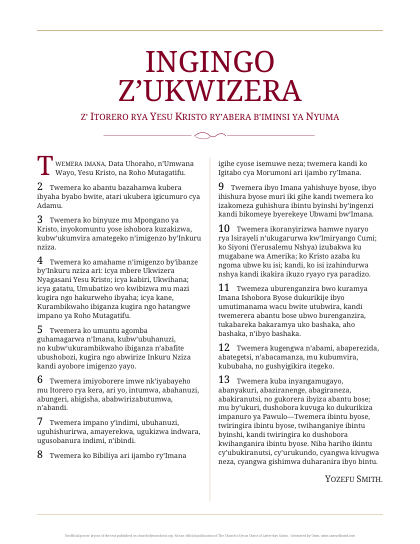 INGINGO
Z’UKWIZERA
Z’ ITORERO RYA YESU KRISTO RY’ABERA B’IMINSI YA NYUMA
TWEMERA IMANA, Data Uhoraho, n’Umwana
Wayo, Yesu Kristo, na Roho Mutagatifu.
2 Twemera ko abantu bazahanwa kubera
ibyaha byabo bwite, atari ukubera igicumuro cya
Adamu.
3 Twemera ko binyuze mu Mpongano ya
Kristo, inyokomuntu yose ishobora kuzakizwa,
kubw’ukumvira amategeko n’imigenzo by’Inkuru
nziza.
4 Twemera ko amahame n’imigenzo by’ibanze
by’Inkuru nziza ari: icya mbere Ukwizera
Nyagasani Yesu Kristo; icya kabiri, Ukwihana;
icya gatatu, Umubatizo wo kwibizwa mu mazi
kugira ngo hakurweho ibyaha; icya kane,
Kurambikwaho ibiganza kugira ngo hatangwe
impano ya Roho Mutagatifu.
5 Twemera ko umuntu agomba
guhamagarwa n’Imana, kubw’ubuhanuzi,
no kubw’ukurambikwaho ibiganza n’abafite
ubushobozi, kugira ngo abwirize Inkuru Nziza
kandi ayobore imigenzo yayo.
6 Twemera imiyoborere imwe nk’iyabayeho
mu Itorero rya kera, ari yo, intumwa, abahanuzi,
abungeri, abigisha, ababwirizabutumwa,
n’abandi.
7 Twemera impano y’indimi, ubuhanuzi,
uguhishurirwa, amayerekwa, ugukizwa indwara,
ugusobanura indimi, n’ibindi.
8 Twemera ko Bibiliya ari ijambo ry’Imana
igihe cyose isemuwe neza; twemera kandi ko
Igitabo cya Morumoni ari ijambo ry’Imana.
9 Twemera ibyo Imana yahishuye byose, ibyo
ihishura byose muri iki gihe kandi twemera ko
izakomeza guhishura ibintu byinshi by’ingenzi
kandi bikomeye byerekeye Ubwami bw’Imana.
10 Twemera ikoranyirizwa hamwe nyaryo
rya Isirayeli n’ukugarurwa kw’Imiryango Cumi;
ko Siyoni (Yerusalemu Nshya) izubakwa ku
mugabane wa Amerika; ko Kristo azaba ku
ngoma ubwe ku isi; kandi, ko isi izahindurwa
nshya kandi ikakira ikuzo ryayo rya paradizo.
11 Twemeza uburenganzira bwo kuramya
Imana Ishobora Byose dukurikije ibyo
umutimanama wacu bwite utubwira, kandi
twemerera abantu bose ubwo burenganzira,
tukabareka bakaramya uko bashaka, aho
bashaka, n’ibyo bashaka.
12 Twemera kugengwa n’abami, abaperezida,
abategetsi, n’abacamanza, mu kubumvira,
kububaha, no gushyigikira itegeko.
13 Twemera kuba inyangamugayo,
abanyakuri, abaziranenge, abagiraneza,
abakiranutsi, no gukorera ibyiza abantu bose;
mu by’ukuri, dushobora kuvuga ko dukurikiza
impanuro ya Pawulo—Twemera ibintu byose,
twiringira ibintu byose, twihanganiye ibintu
byinshi, kandi twiringira ko dushobora
kwihanganira ibintu byose. Niba hariho ikintu
cy’ubukiranutsi, cy’urukundo, cyangwa kivugwa
neza, cyangwa gishimwa duharanira ibyo bintu.
YOZEFU SMITH.